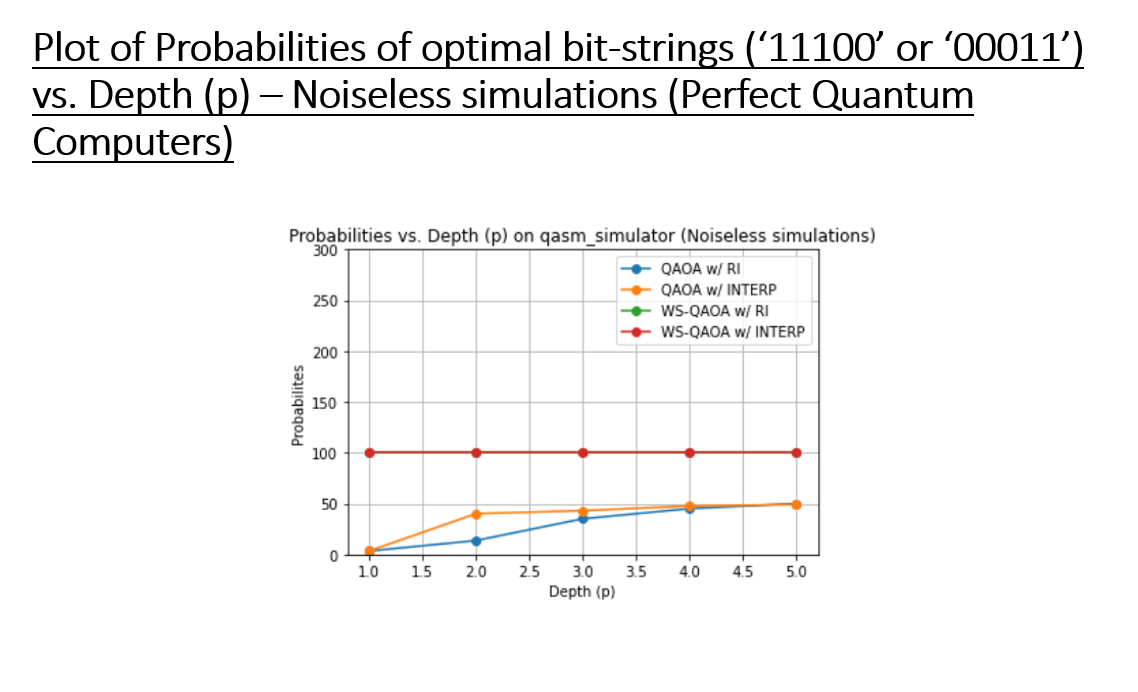 Plot of Probabilities of optimal bit-strings (‘11100’ or ‘00011’)
vs. Depth (p) – Noiseless simulations (Perfect Quantum
Computers)
Probabilities vs. Depth (p) on qasm_simulator (Noiseless simulations)
300
250
200
150
100
50
0
Probabilites
QAOA w/ RI
QAOA w/ INTERP
WS-QAOA w/ RI
WS-QAOA w/ INTERP
1.0 1.5 2.0 2.5 3.0 3.5 4.0 4.5 5.0
Depth (p)